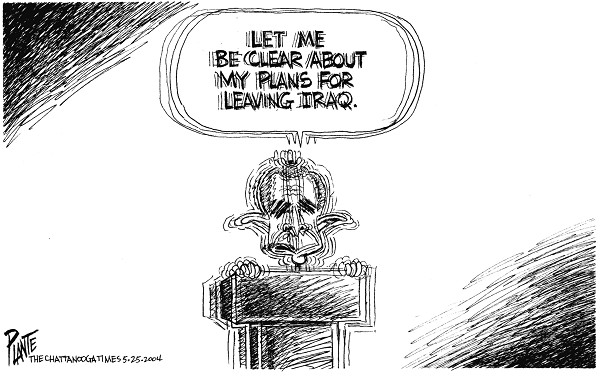 LET ME
BE CLEAR ABOUT
MY PLANS FOR
LEAVING IRAQ.
PLANTE
THE CHATTANOOGA TIMES 5.25.2004